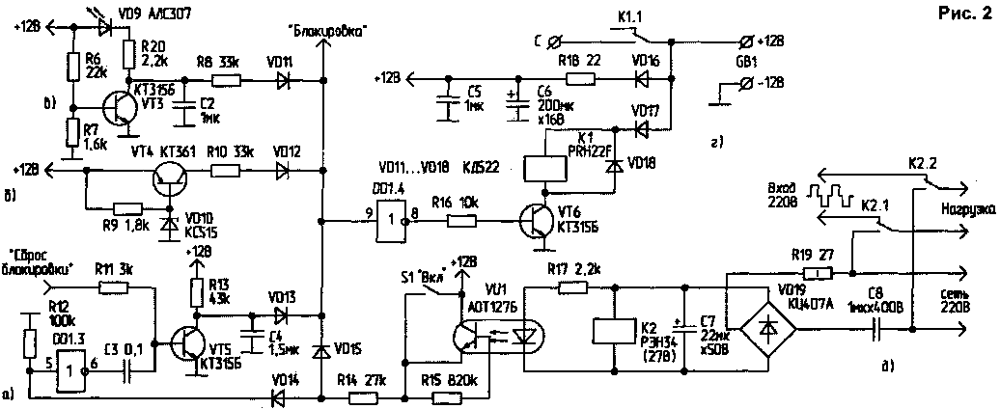 Рис. 2
+12В
VD9 АЛС307
R6
22k
R20
2,2k
R8 33k
VD11
"Блокировка"
в)
КТ315Б
VT3
C2
1мк
R7
1,6k
K1.1
C
+12В
GB1
-12В
+12В
R18 22
VD16
C5
1мк
C6
200мк
х16В
VD17
K1
PRH22F
VD18
г)
VT4 КТ361
R10 33k
VD12
+12В
б)
R9 1,8k
VD10
КС515
VD11...VD18 КД522
DD1.4
9
1
8
R16 10k
VT6
КТ315Б
K2.2
Вход
220В
K2.1
Нагрузка
"Сброс
блокировки"
R11 3k
+12В
R13
43k
VD13
R12
100k
DD1.3
5
1
6
C3 0,1
VT5
КТ315Б
C4
1,5мк
VD15
VD14
а)
R14 27k
R15 820k
S1 "Вкл"
+12В
VU1
АОТ127Б
R17 2,2k
K2
РЭН34
(27В)
C7
22мк
х50В
R19 27
VD19
КЦ407А
C8
1мкх400В
Сеть
220В
д)